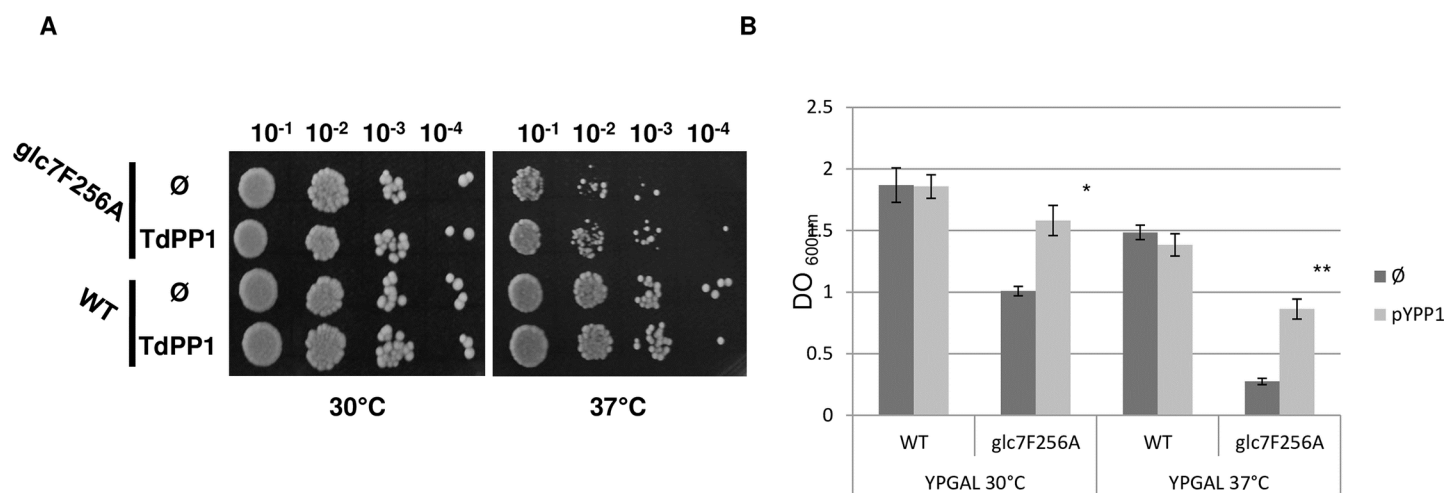 A
10-1 10-2 10-3 10-4
10-1 10-2 10-3 10-4
glc7F256A
Ø
TdPP1
WT
Ø
TdPP1
30°C
37°C
B
DO 600nm
2.5
2
1.5
1
0.5
0
*
**
Ø
pYPP1
WT
glc7F256A
WT
glc7F256A
YPGAL 30°C
YPGAL 37°C